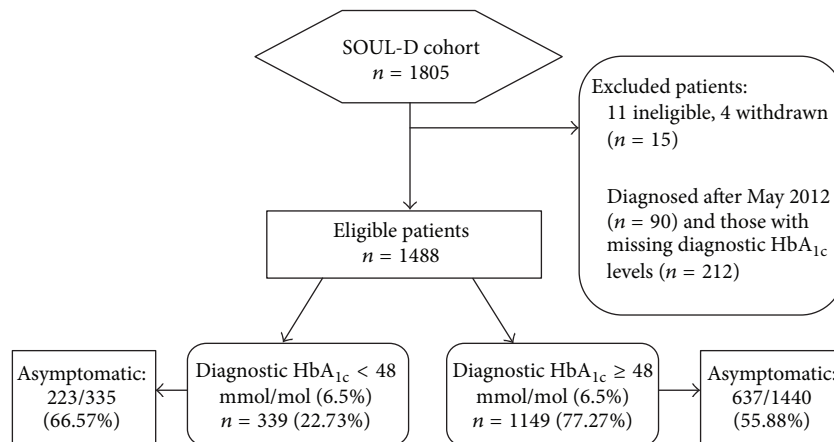 SOUL-D cohort
n = 1805
Excluded patients:
11 ineligible, 4 withdrawn
(n = 15)
Diagnosed after May 2012
(n = 90) and those with
missing diagnostic HbA1c
levels (n = 212)
Eligible patients
n = 1488
Asymptomatic:
223/335
(66.57%)
Diagnostic HbA1c < 48
mmol/mol (6.5%)
n = 339 (22.73%)
Diagnostic HbA1c ≥ 48
mmol/mol (6.5%)
n = 1149 (77.27%)
Asymptomatic:
637/1440
(55.88%)